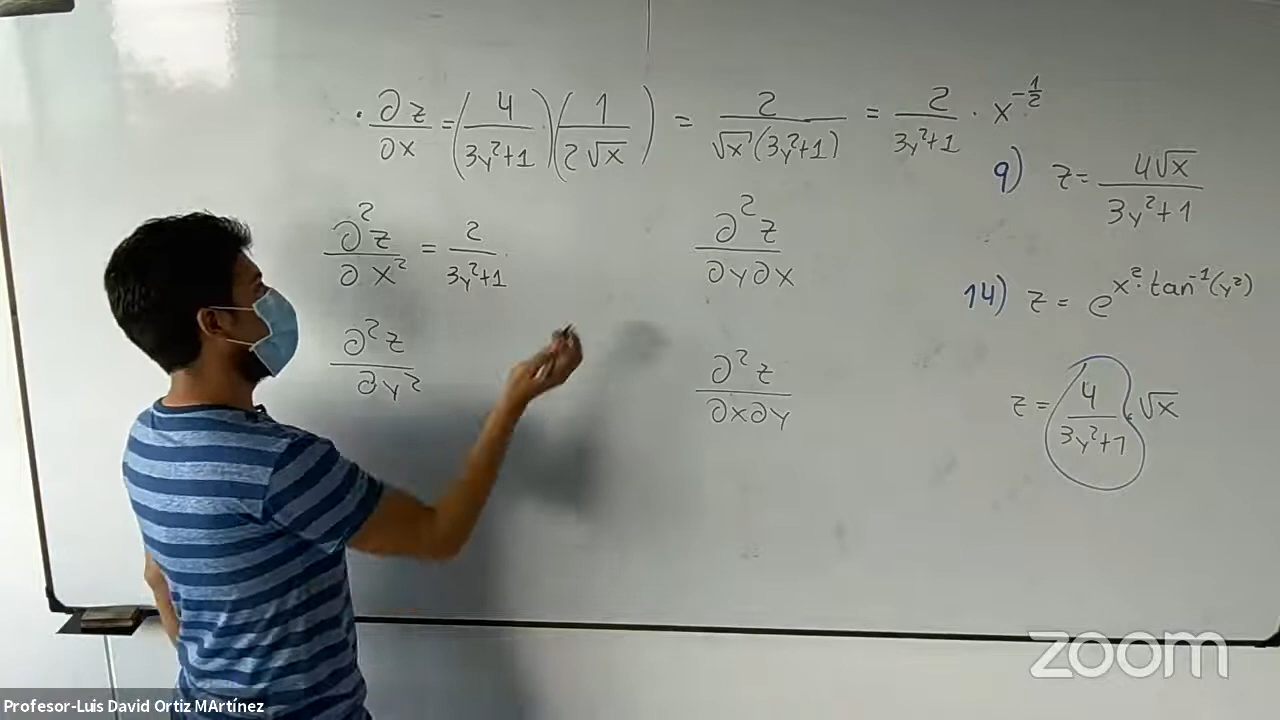 · ∂z/∂x = (4/(3y²+1))(1/(2√x)) = 2/(√x(3y²+1)) = 2/(3y²+1) · x^(-1/2)
9) z = 4√x/(3y²+1)
∂²z/∂x² = 2/(3y²+1)
∂²z/∂y∂x
14) z = e^(x²·tan⁻¹(y²))
∂²z/∂y²
∂²z/∂x∂y
z = 4/(3y²+1) · √x
zoom
Profesor-Luis David Ortiz MArtínez